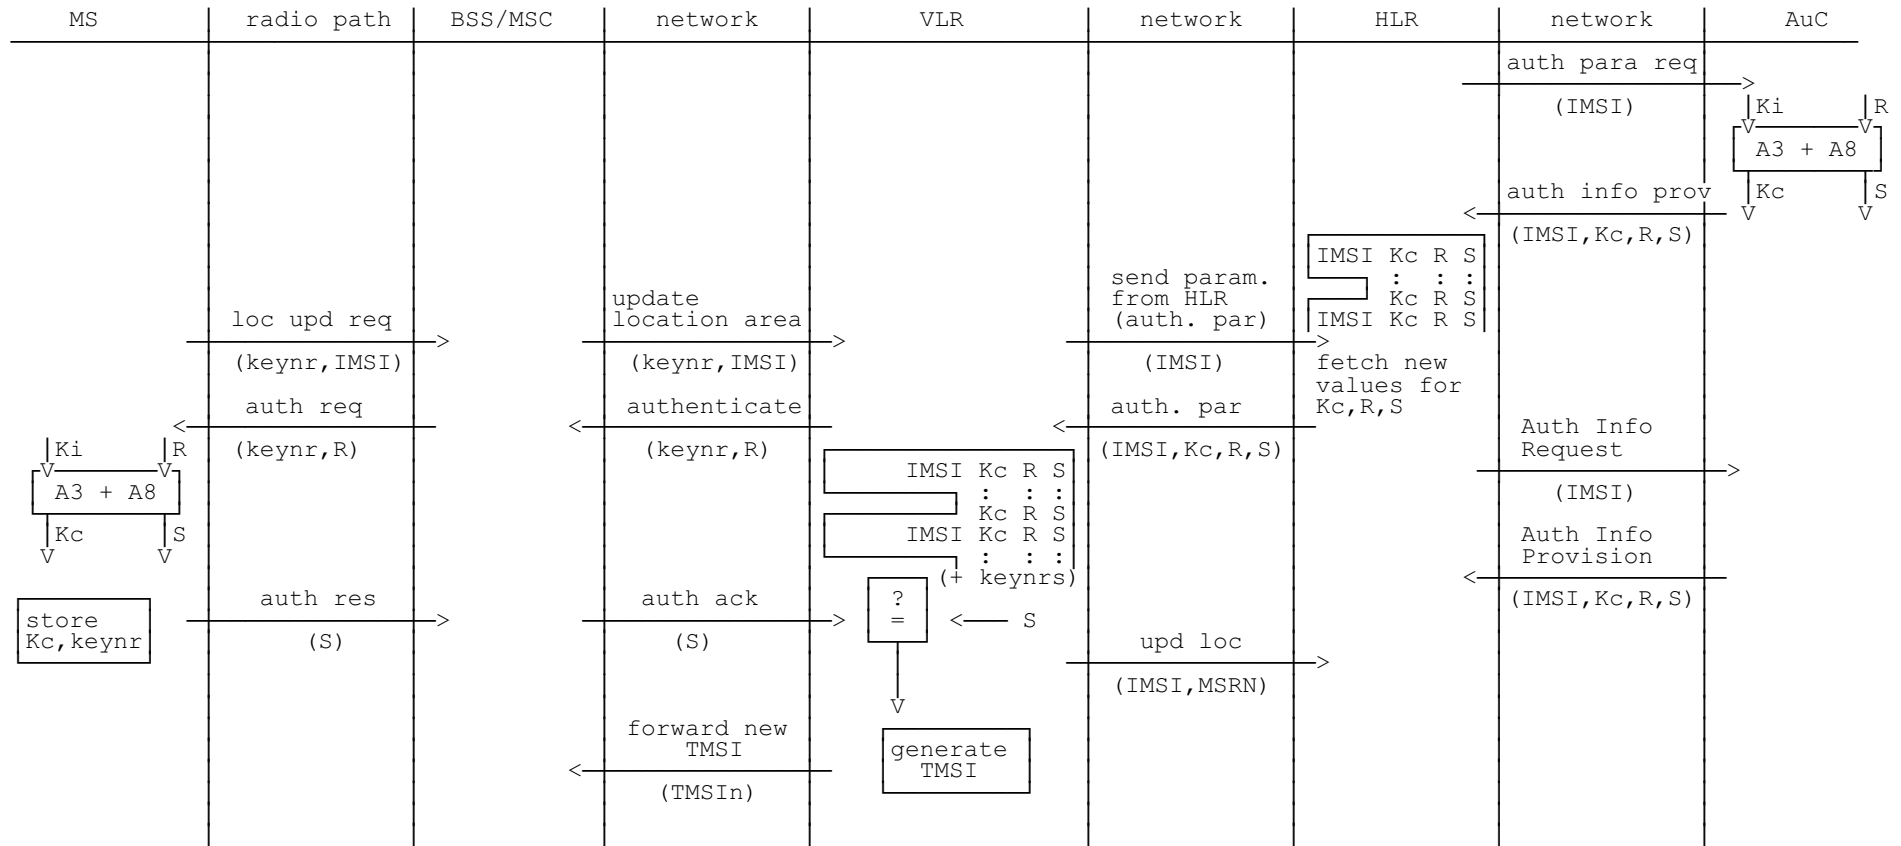 MS radio path BSS/MSC network VLR network HLR network AuC
auth para req
(IMSI)
Ki R
A3 + A8
auth info prov
Kc S
(IMSI,Kc,R,S)
IMSI Kc R S
: : :
Kc R S
IMSI Kc R S
send param.
from HLR
(auth. par)
(IMSI)
update
location area
(keynr,IMSI)
loc upd req
(keynr,IMSI)
fetch new
values for
Kc,R,S
auth req
(keynr,R)
authenticate
(keynr,R)
auth. par
(IMSI,Kc,R,S)
Auth Info
Request
(IMSI)
Ki R
A3 + A8
Kc S
IMSI Kc R S
: : :
Kc R S
IMSI Kc R S
: : :
(+ keynrs)
Auth Info
Provision
(IMSI,Kc,R,S)
store
Kc,keynr
auth res
(S)
auth ack
(S)
?
=
S
upd loc
(IMSI,MSRN)
forward new
TMSI
(TMSIn)
generate
TMSI